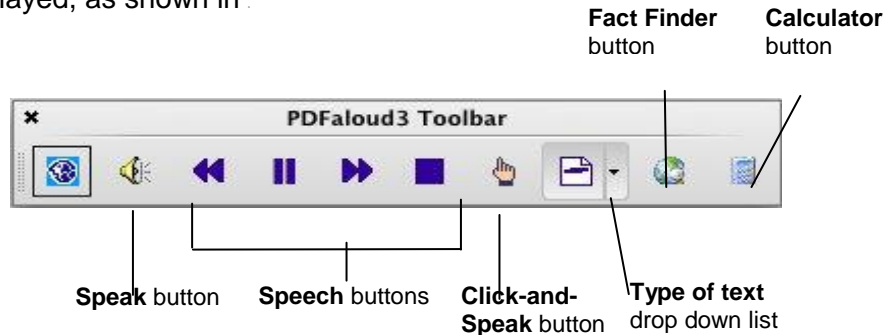 layed, as shown in
Fact Finder
button
Calculator
button
PDFaloud3 Toolbar
Speak button
Speech buttons
Click-and-
Speak button
Type of text
drop down list